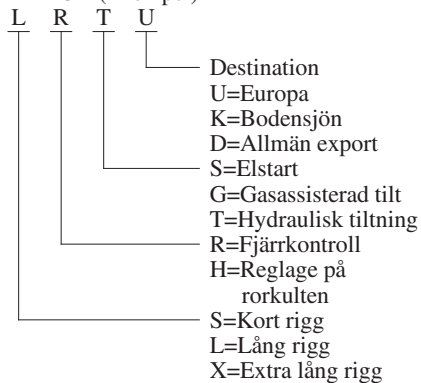 L R T U
Destination
U=Europa
K=Bodensjön
D=Allmän export
S=Elstart
G=Gasassisterad tilt
T=Hydraulisk tiltning
R=Fjärrkontroll
H=Reglage på
rorkulten
S=Kort rigg
L=Lång rigg
X=Extra lång rigg